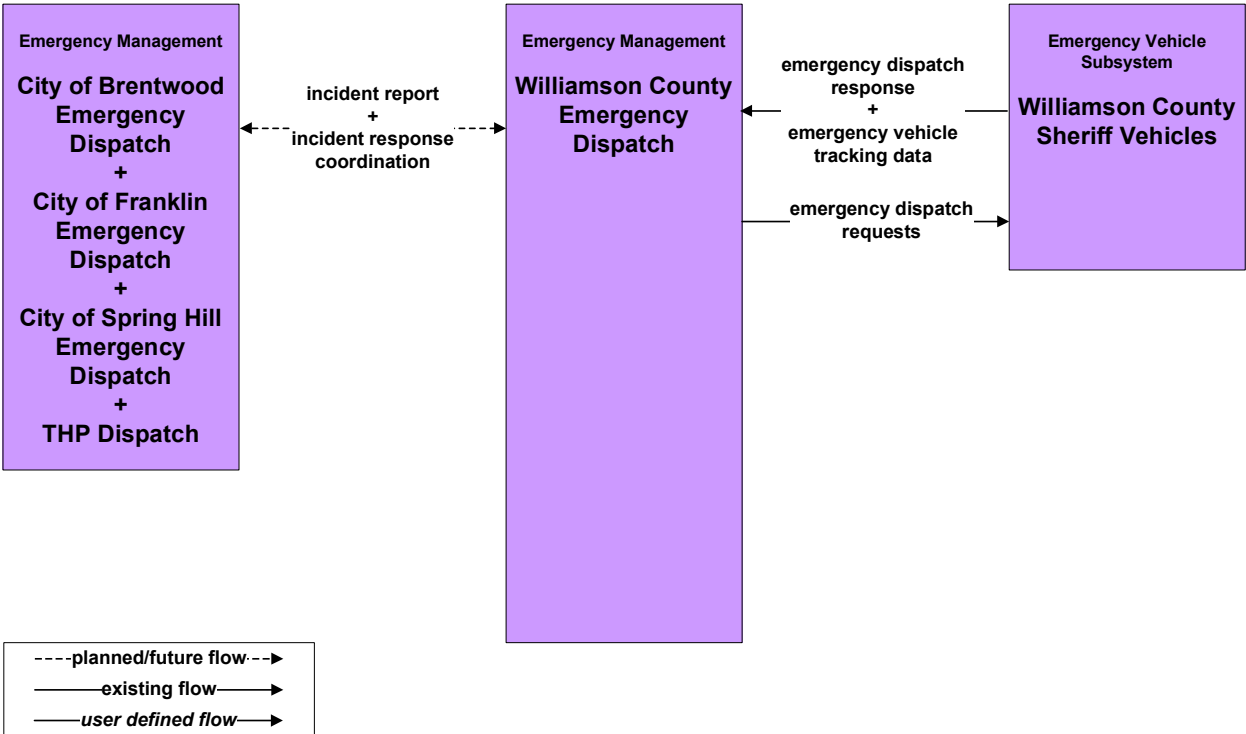 Emergency Management
City of Brentwood
Emergency
Dispatch
+
City of Franklin
Emergency
Dispatch
+
City of Spring Hill
Emergency
Dispatch
+
THP Dispatch
incident report
+
incident response
coordination
Emergency Management
Williamson County
Emergency
Dispatch
emergency dispatch
response
+
emergency vehicle
tracking data
emergency dispatch
requests
Emergency Vehicle
Subsystem
Williamson County
Sheriff Vehicles
planned/future flow
existing flow
user defined flow